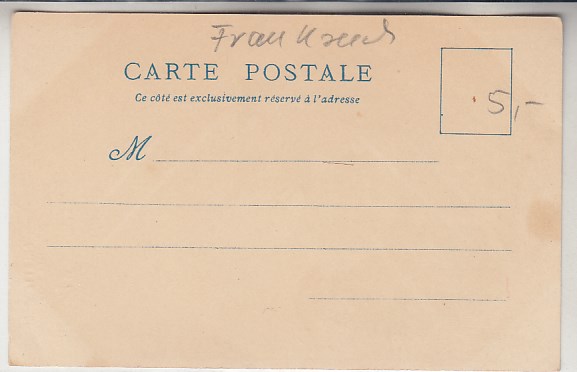 Frankreich
CARTE POSTALE
Ce côté est exclusivement réservé à l'adresse
5,-
M